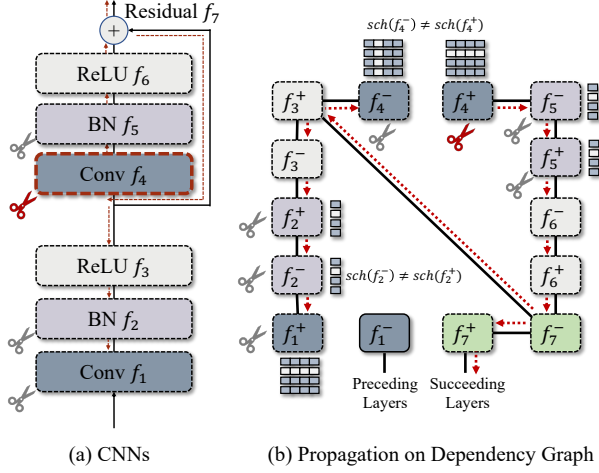 Residual f₇
+
ReLU f₆
BN f₅
Conv f₄
ReLU f₃
BN f₂
Conv f₁
(a) CNNs
sch(f₄⁻) ≠ sch(f₄⁺)
f₃⁺
f₄⁻
f₄⁺
f₅⁻
f₃⁻
f₅⁺
f₂⁺
f₆⁻
f₂⁻
sch(f₂⁻) ≠ sch(f₂⁺)
f₆⁺
f₁⁺
f₁⁻
f₇⁺
f₇⁻
Preceding
Layers
Succeeding
Layers
(b) Propagation on Dependency Graph